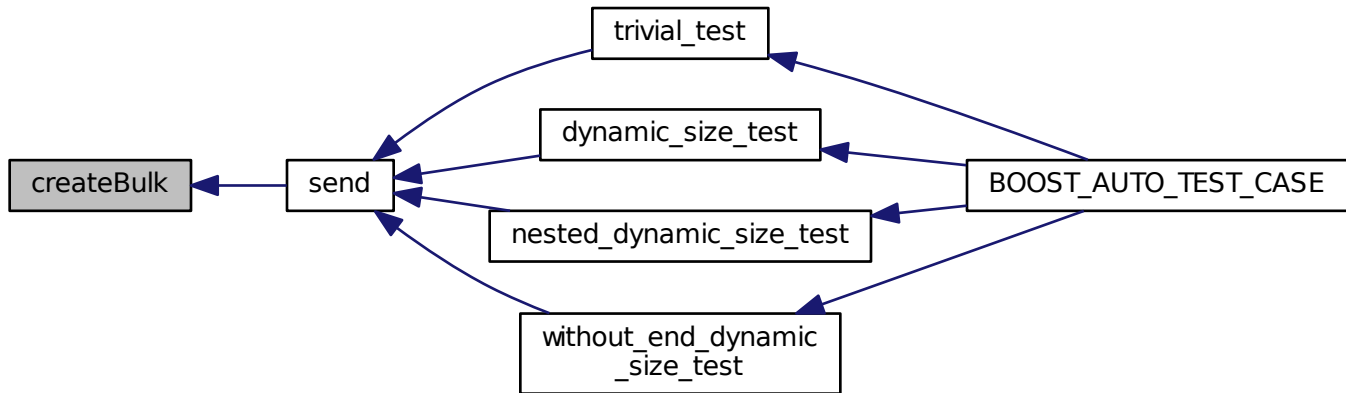 trivial_test
dynamic_size_test
createBulk
send
BOOST_AUTO_TEST_CASE
nested_dynamic_size_test
without_end_dynamic
_size_test